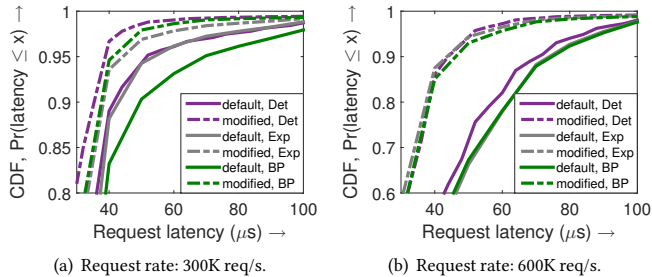 CDF, Pr(latency ≤ x) →
1
0.95
0.9
0.85
0.8
default, Det
modified, Det
default, Exp
modified, Exp
default, BP
modified, BP
40 60 80 100
Request latency (μs) →
(a) Request rate: 300K req/s.
CDF, Pr(latency ≤ x) →
1
0.9
0.8
0.7
0.6
default, Det
modified, Det
default, Exp
modified, Exp
default, BP
modified, BP
40 60 80 100
Request latency (μs) →
(b) Request rate: 600K req/s.